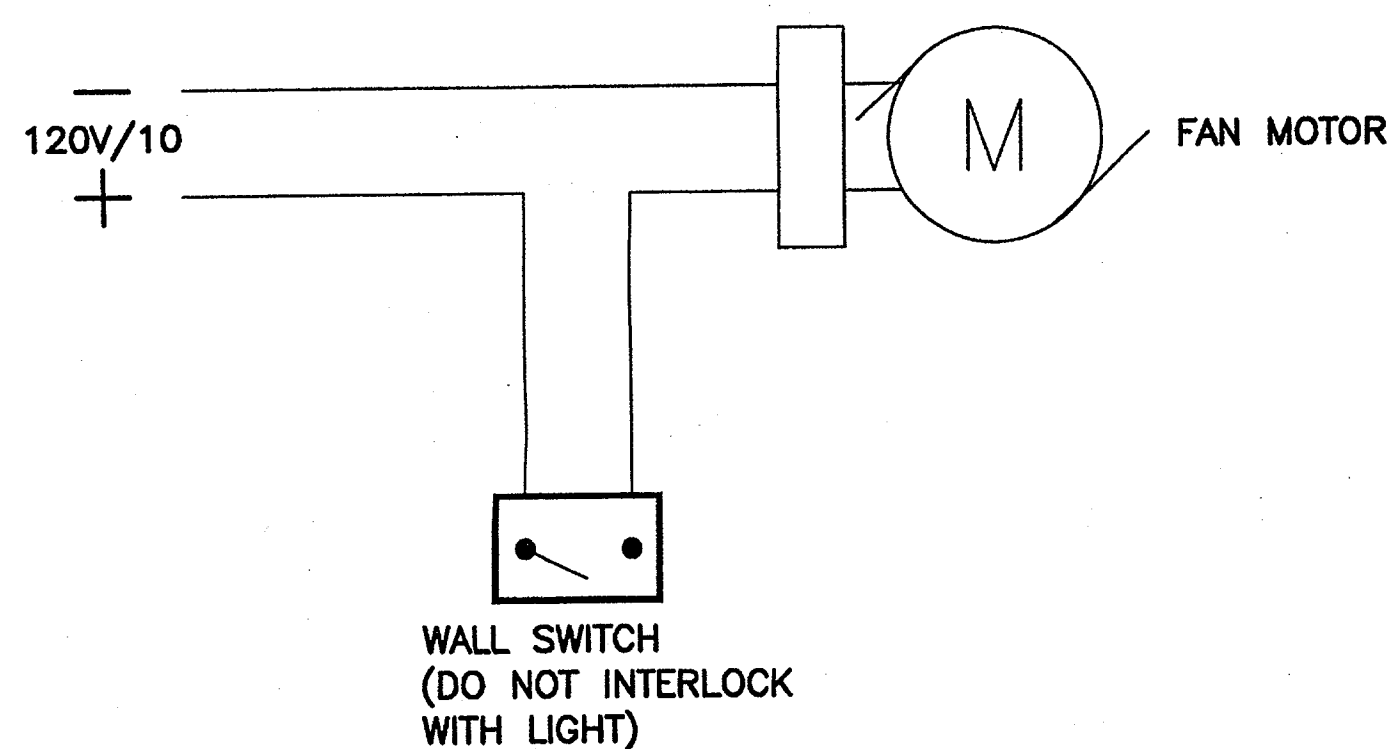 120V/10
M
FAN MOTOR
WALL SWITCH
(DO NOT INTERLOCK
WITH LIGHT)